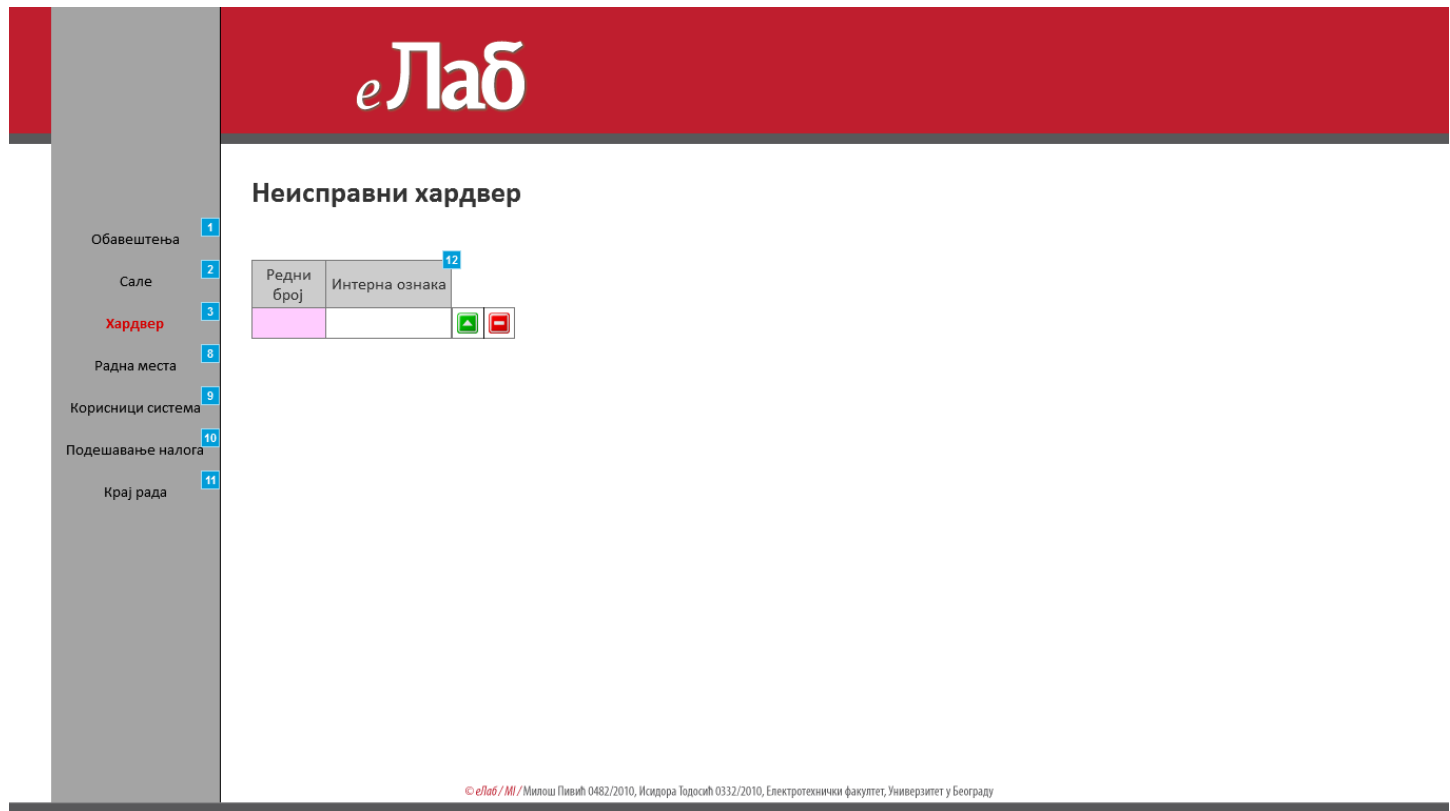 еЛаб
Неисправни хардвер
1
Обавештења
2
Сале
3
Хардвер
8
Радна места
9
Корисници система
10
Подешавање налога
11
Крај рада
12
Редни
број
Интерна ознака
© еЛаб / MI / Милош Пивић 0482/2010, Исидора Тодосић 0332/2010, Електротехнички факултет, Универзитет у Београду